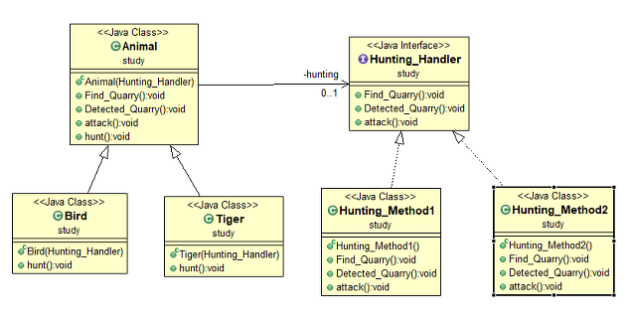 <<Java Class>>
Animal
study
Animal(Hunting_Handler)
Find_Quarry():void
Detected_Quarry():void
attack():void
hunt():void
-hunting
0..1
<<Java Interface>>
Hunting_Handler
study
Find_Quarry():void
Detected_Quarry():void
attack():void
<<Java Class>>
Bird
study
Bird(Hunting_Handler)
hunt():void
<<Java Class>>
Tiger
study
Tiger(Hunting_Handler)
hunt():void
<<Java Class>>
Hunting_Method1
study
Hunting_Method1()
Find_Quarry():void
Detected_Quarry():void
attack():void
<<Java Class>>
Hunting_Method2
study
Hunting_Method2()
Find_Quarry():void
Detected_Quarry():void
attack():void